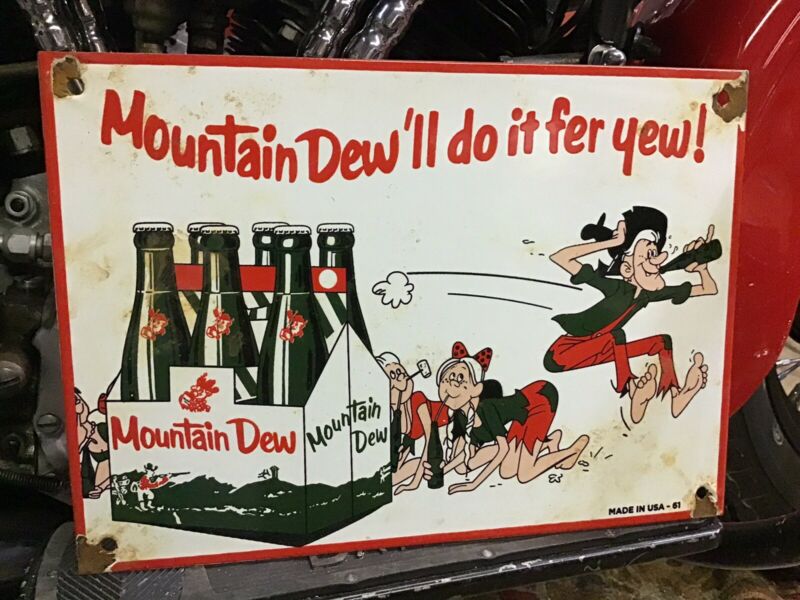 Mountain Dew'll do it fer yew!
Mountain Dew
Mountain
Dew
MADE IN USA - 61